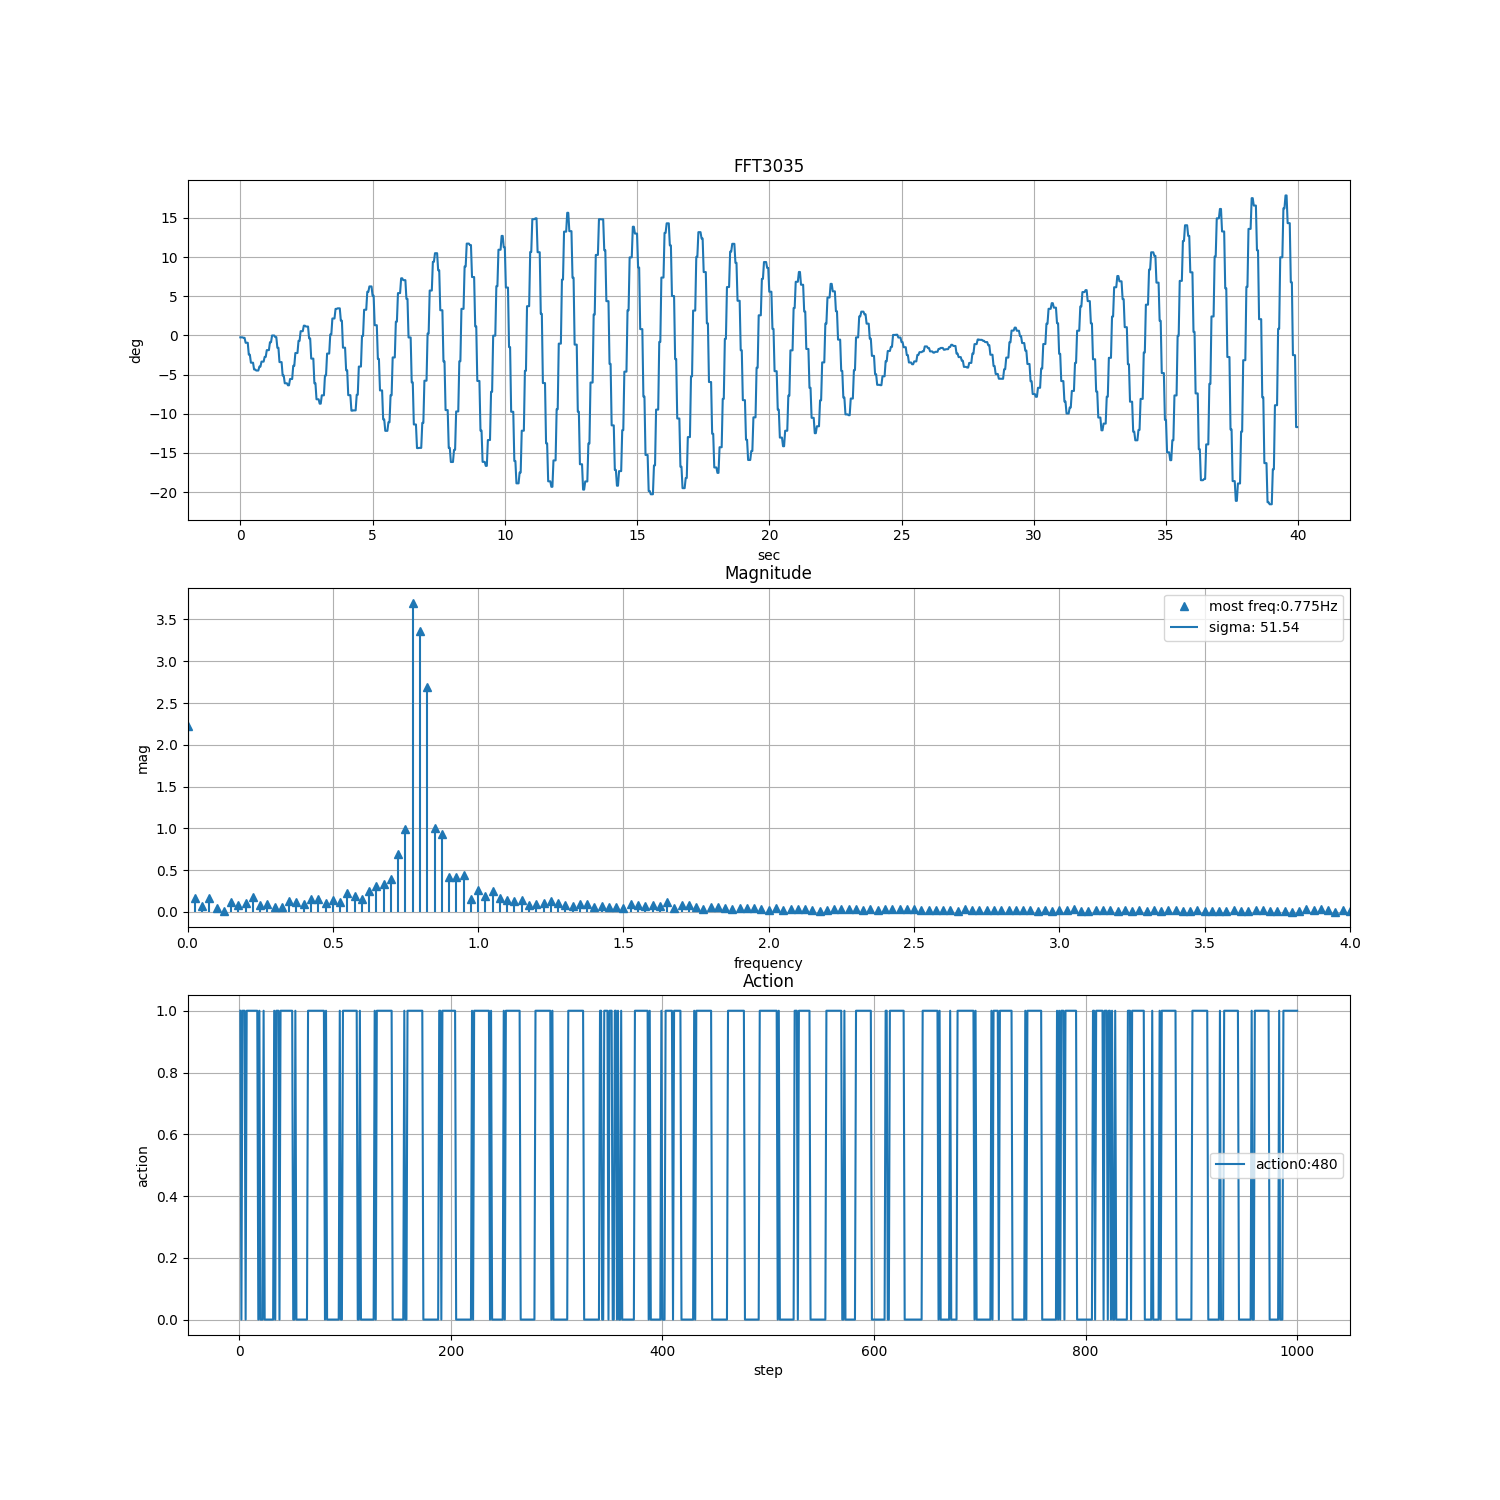 FFT3035
15
10
5
0
−5
−10
−15
−20
deg
0 5 10 15 20 25 30 35 40
sec
Magnitude
3.5
3.0
2.5
2.0
1.5
1.0
0.5
0.0
mag
most freq:0.775Hz
sigma: 51.54
0.0 0.5 1.0 1.5 2.0 2.5 3.0 3.5 4.0
frequency
Action
1.0
0.8
0.6
0.4
0.2
0.0
action
action0:480
0 200 400 600 800 1000
step